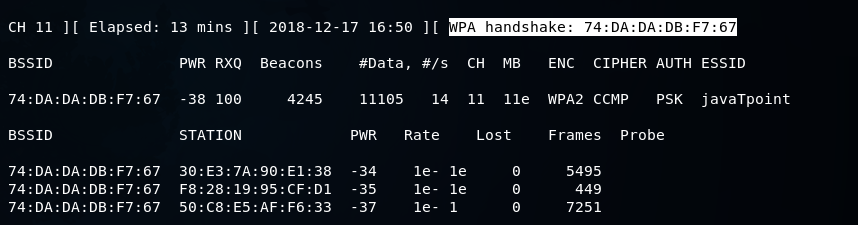 CH 11 ][ Elapsed: 13 mins ][ 2018-12-17 16:50 ][ WPA handshake: 74:DA:DA:DB:F7:67
BSSID PWR RXQ Beacons #Data, #/s CH MB ENC CIPHER AUTH ESSID
74:DA:DA:DB:F7:67 -38 100 4245 11105 14 11 11e WPA2 CCMP PSK javaTpoint
BSSID STATION PWR Rate Lost Frames Probe
74:DA:DA:DB:F7:67 30:E3:7A:90:E1:38 -34 1e- 1e 0 5495
74:DA:DA:DB:F7:67 F8:28:19:95:CF:D1 -35 1e- 1e 0 449
74:DA:DA:DB:F7:67 50:C8:E5:AF:F6:33 -37 1e- 1 0 7251